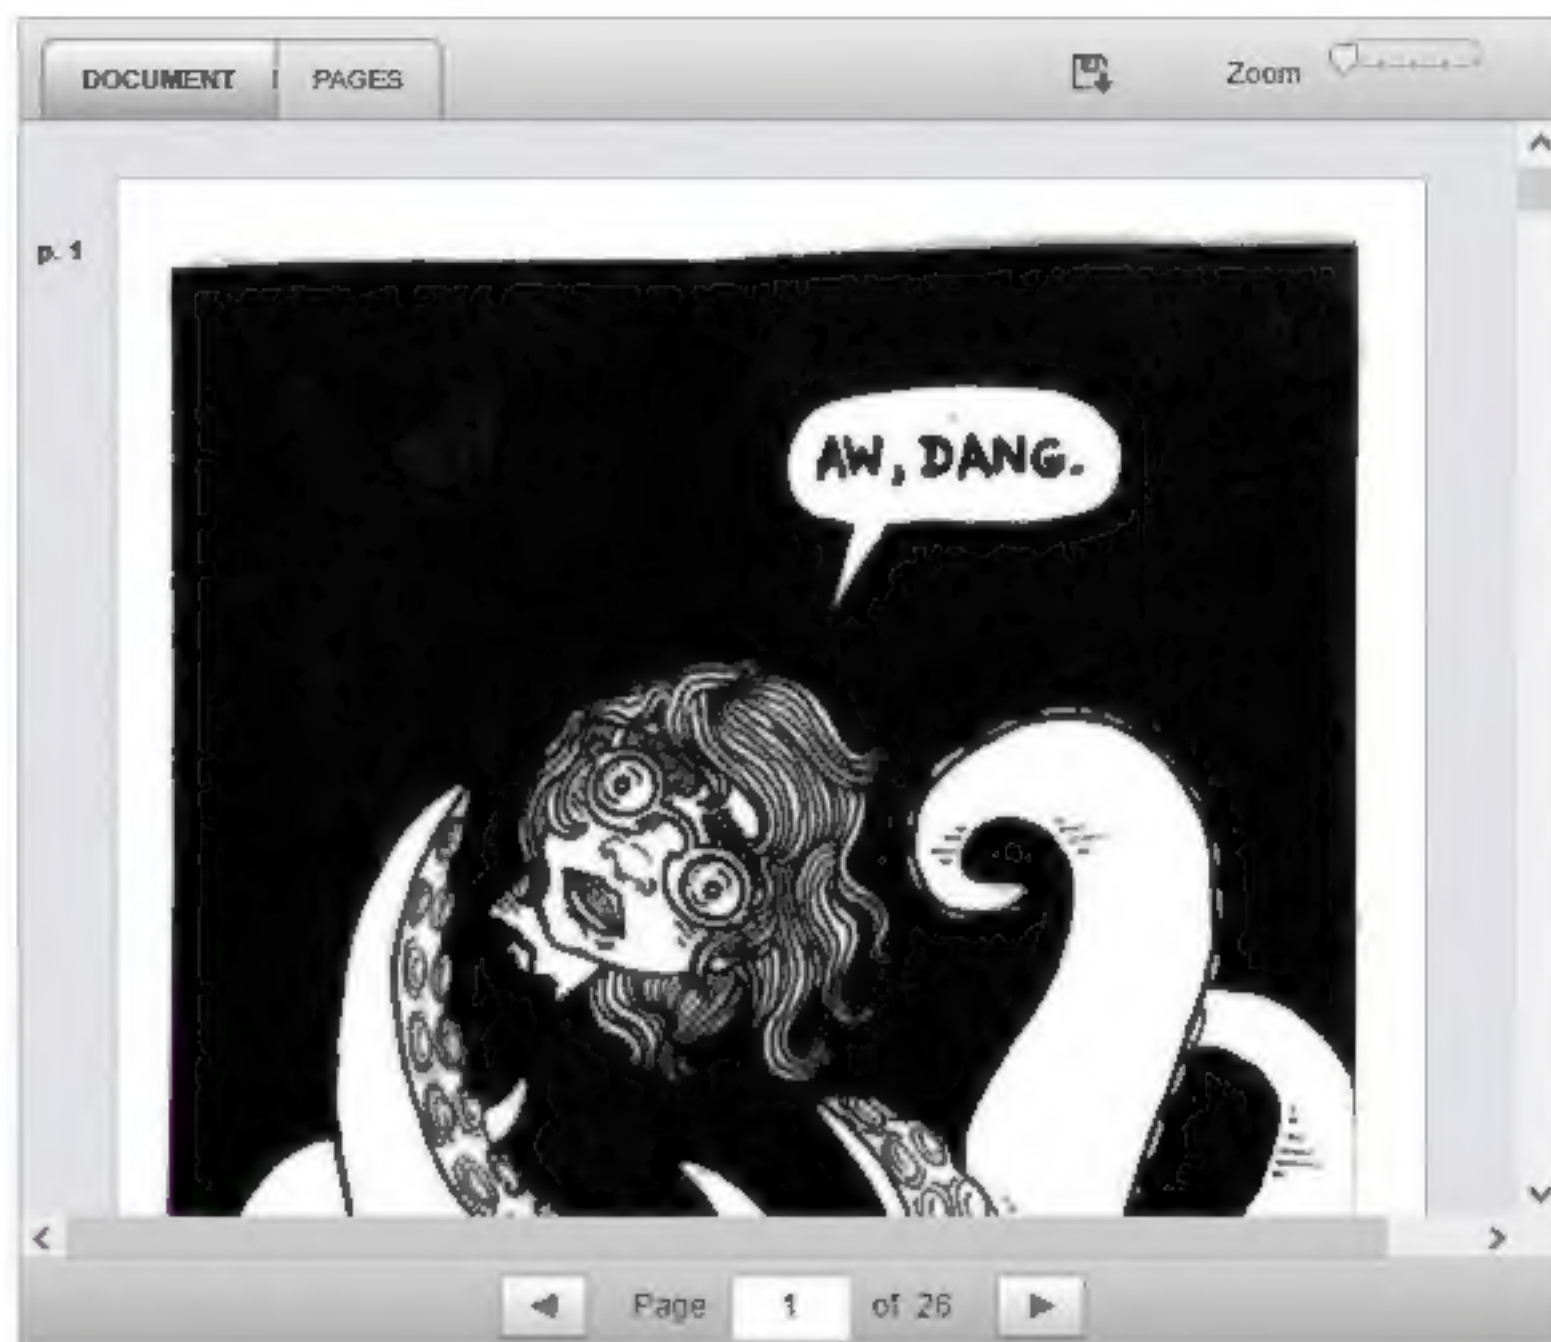 DOCUMENT PAGES Zoom
p. 1
AW, DANG.
Page 1 of 26